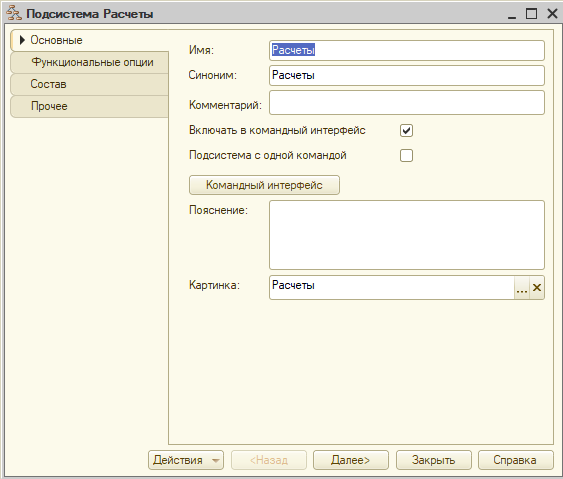 Подсистема Расчеты
Основные
Функциональные опции
Состав
Прочее
Имя: Расчеты
Синоним: Расчеты
Комментарий:
Включать в командный интерфейс
Подсистема с одной командой
Командный интерфейс
Пояснение:
Картинка: Расчеты ... ×
Действия <Назад Далее> Закрыть Справка